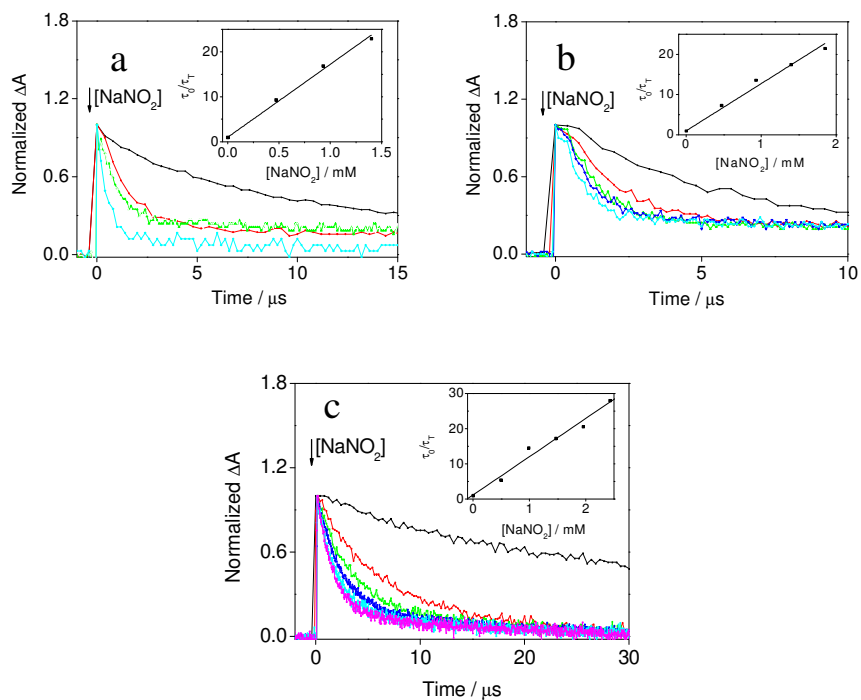 a
1.8
1.2
0.6
0.0
Normalized ΔA
[NaNO2]
0 5 10 15
Time / μs
20
10
0
τ0/τT
0.0 0.5 1.0 1.5
[NaNO2] / mM
b
1.8
1.2
0.6
0.0
Normalized ΔA
[NaNO2]
0 5 10
Time / μs
20
10
0
τ0/τT
0 1 2
[NaNO2] / mM
c
1.8
1.2
0.6
0.0
Normalized ΔA
[NaNO2]
0 10 20 30
Time / μs
30
20
10
0
τ0/τT
0 1 2
[NaNO2] / mM